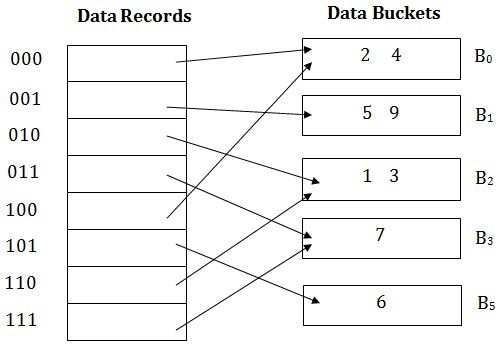 Data Records
Data Buckets
000
2 4
B0
001
5 9
B1
010
011
1 3
B2
100
7
B3
101
110
6
B5
111